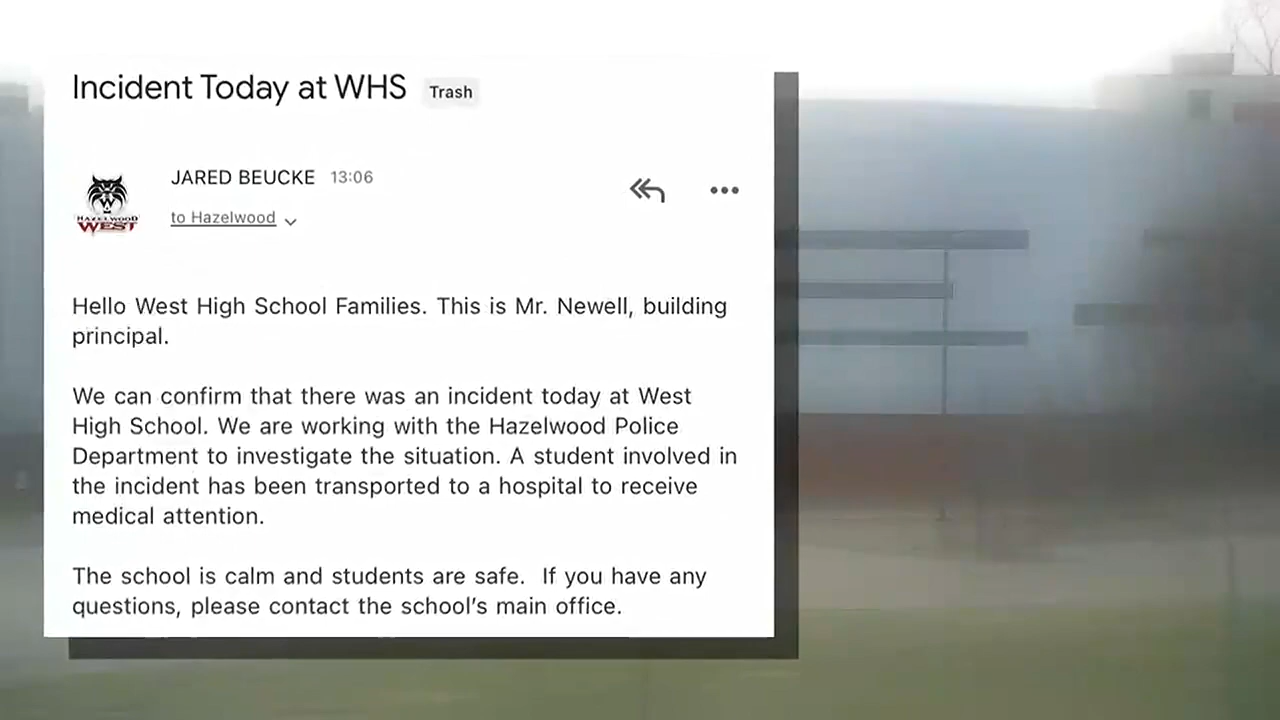 Incident Today at WHS Trash
JARED BEUCKE 13:06
HAZELWOOD
WEST
to Hazelwood
Hello West High School Families. This is Mr. Newell, building
principal.
We can confirm that there was an incident today at West
High School. We are working with the Hazelwood Police
Department to investigate the situation. A student involved in
the incident has been transported to a hospital to receive
medical attention.
The school is calm and students are safe.  If you have any
questions, please contact the school’s main office.